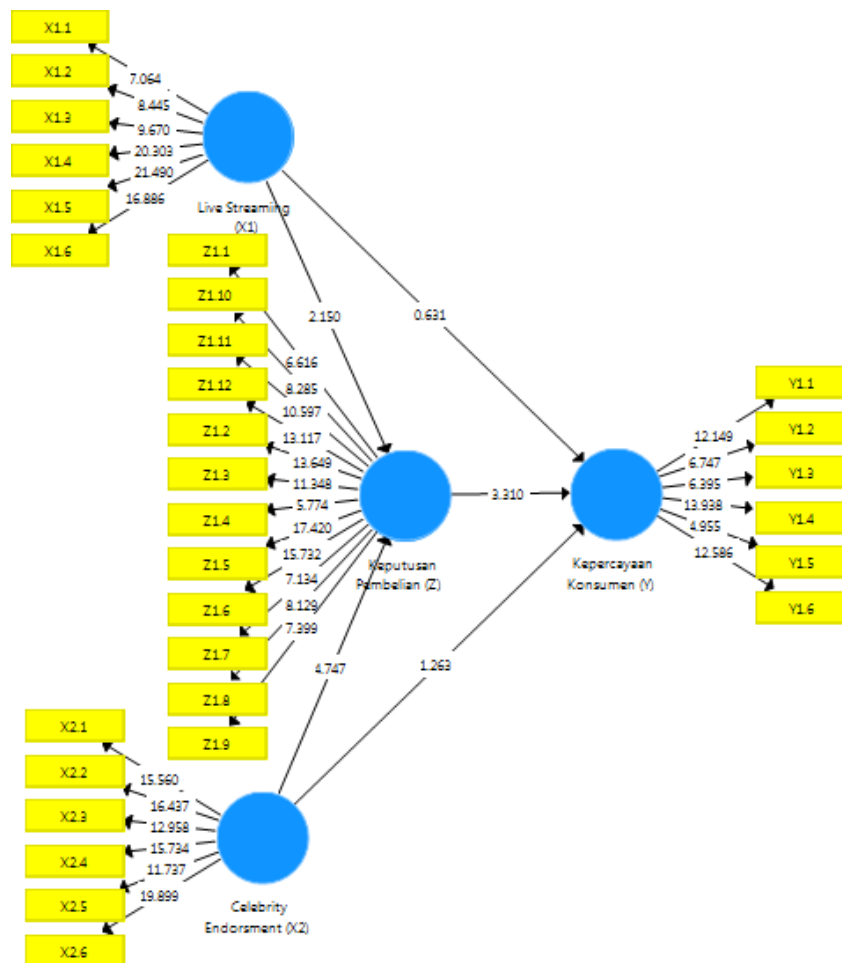 X1.1
X1.2
X1.3
X1.4
X1.5
X1.6
7.064
8.445
9.670
20.303
21.490
16.886
Live Streaming
(X1)
Z1.1
Z1.10
Z1.11
Z1.12
Z1.2
Z1.3
Z1.4
Z1.5
Z1.6
Z1.7
Z1.8
Z1.9
2.150
0.631
6.616
8.285
10.597
13.117
13.649
11.348
5.774
17.420
15.732
7.134
8.129
7.399
Keputusan
Pembelian (Z)
3.310
Kepercayaan
Konsumen (Y)
12.149
6.747
6.395
13.938
4.955
12.586
Y1.1
Y1.2
Y1.3
Y1.4
Y1.5
Y1.6
4.747
1.263
X2.1
X2.2
X2.3
X2.4
X2.5
X2.6
15.560
16.437
12.958
15.734
11.737
19.899
Celebrity
Endorsment (X2)